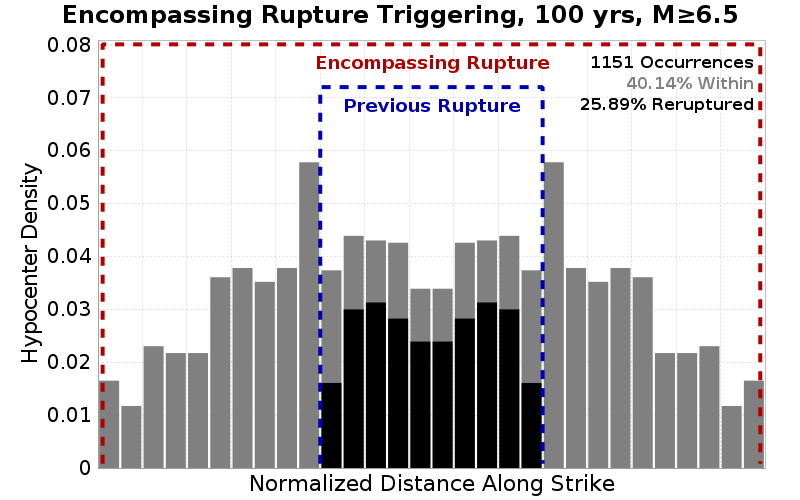 Encompassing Rupture Triggering, 100 yrs, M≥6.5
0.08
0.07
0.06
0.05
0.04
0.03
0.02
0.01
0
Hypocenter Density
Encompassing Rupture
Previous Rupture
1151 Occurrences
40.14% Within
25.89% Reruptured
Normalized Distance Along Strike